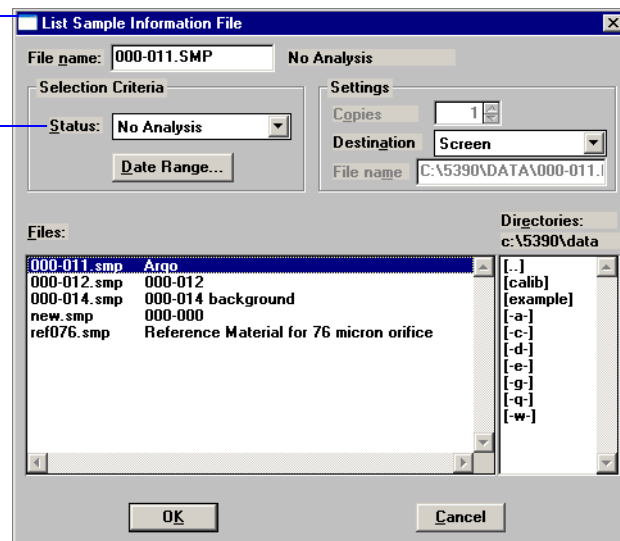 List Sample Information File
File name: 000-011.SMP No Analysis
Selection Criteria
Status: No Analysis
Date Range...
Settings
Copies 1
Destination Screen
File name C:\5390\DATA\000-011.
Files:
000-011.smp Argo
000-012.smp 000-012
000-014.smp 000-014 background
new.smp 000-000
ref076.smp Reference Material for 76 micron orifice
Directories:
c:\5390\data
[..]
[calib]
[example]
[-a-]
[-c-]
[-d-]
[-e-]
[-g-]
[-q-]
[-w-]
OK
Cancel